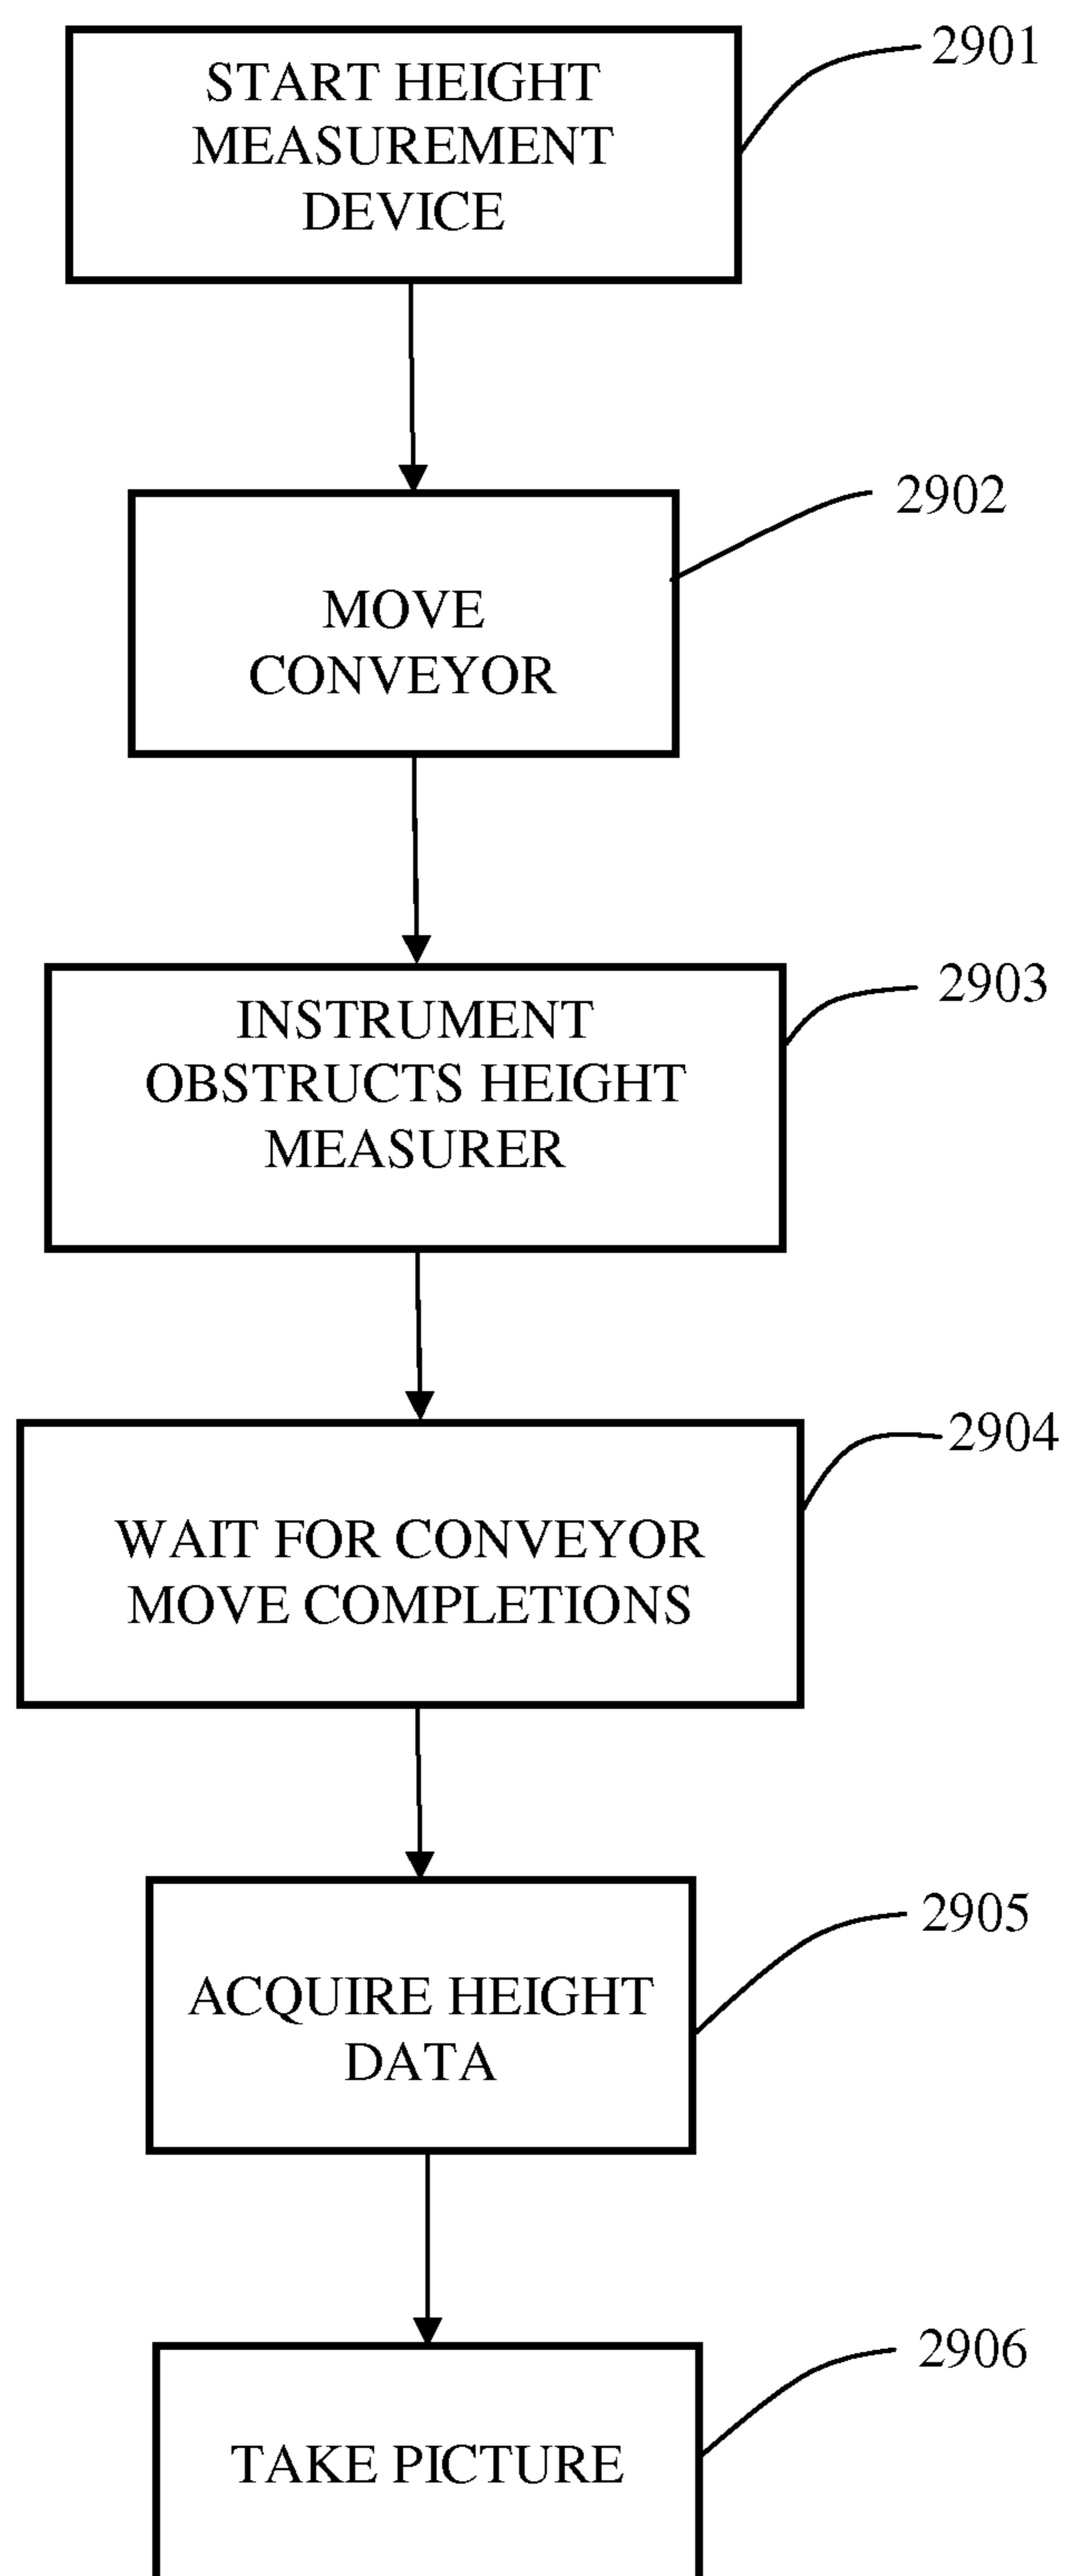 START HEIGHT
MEASUREMENT
DEVICE
2901
MOVE
CONVEYOR
2902
INSTRUMENT
OBSTRUCTS HEIGHT
MEASURER
2903
WAIT FOR CONVEYOR
MOVE COMPLETIONS
2904
ACQUIRE HEIGHT
DATA
2905
TAKE PICTURE
2906